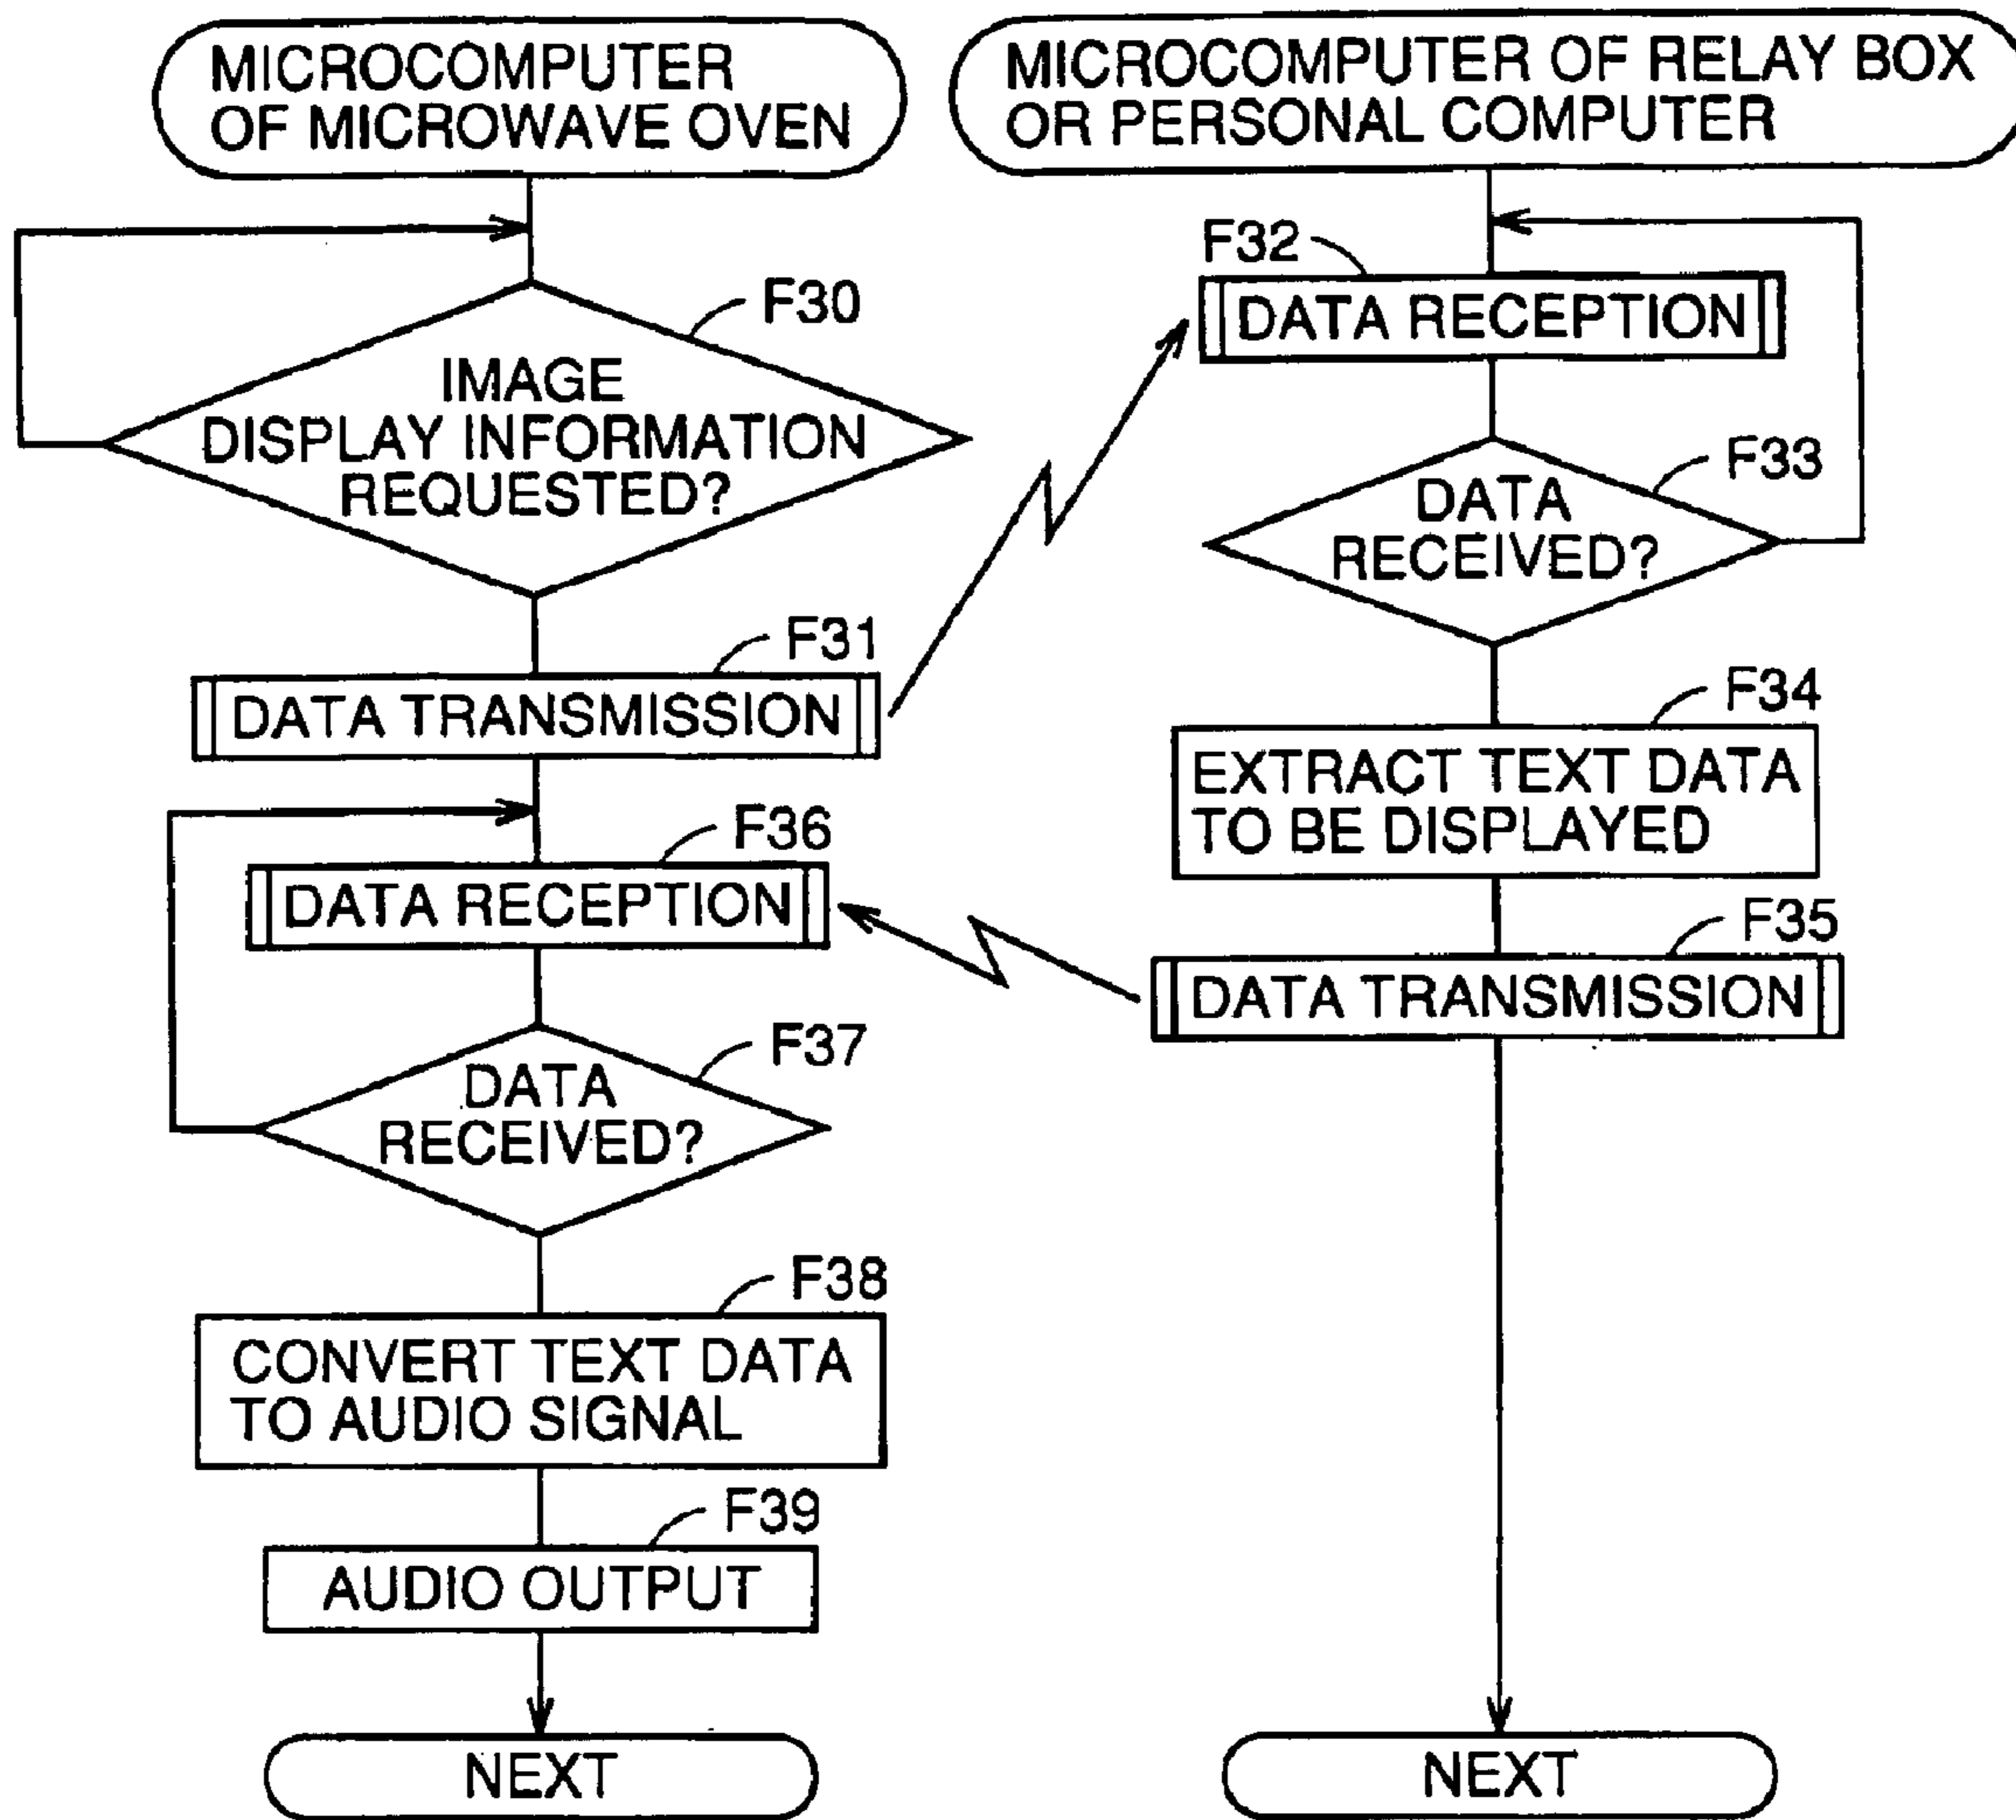 MICROCOMPUTER
OF MICROWAVE OVEN
F30
IMAGE
DISPLAY INFORMATION
REQUESTED?
F31
DATA TRANSMISSION
F36
DATA RECEPTION
F37
DATA
RECEIVED?
F38
CONVERT TEXT DATA
TO AUDIO SIGNAL
F39
AUDIO OUTPUT
NEXT
MICROCOMPUTER OF RELAY BOX
OR PERSONAL COMPUTER
F32
DATA RECEPTION
F33
DATA
RECEIVED?
F34
EXTRACT TEXT DATA
TO BE DISPLAYED
F35
DATA TRANSMISSION
NEXT